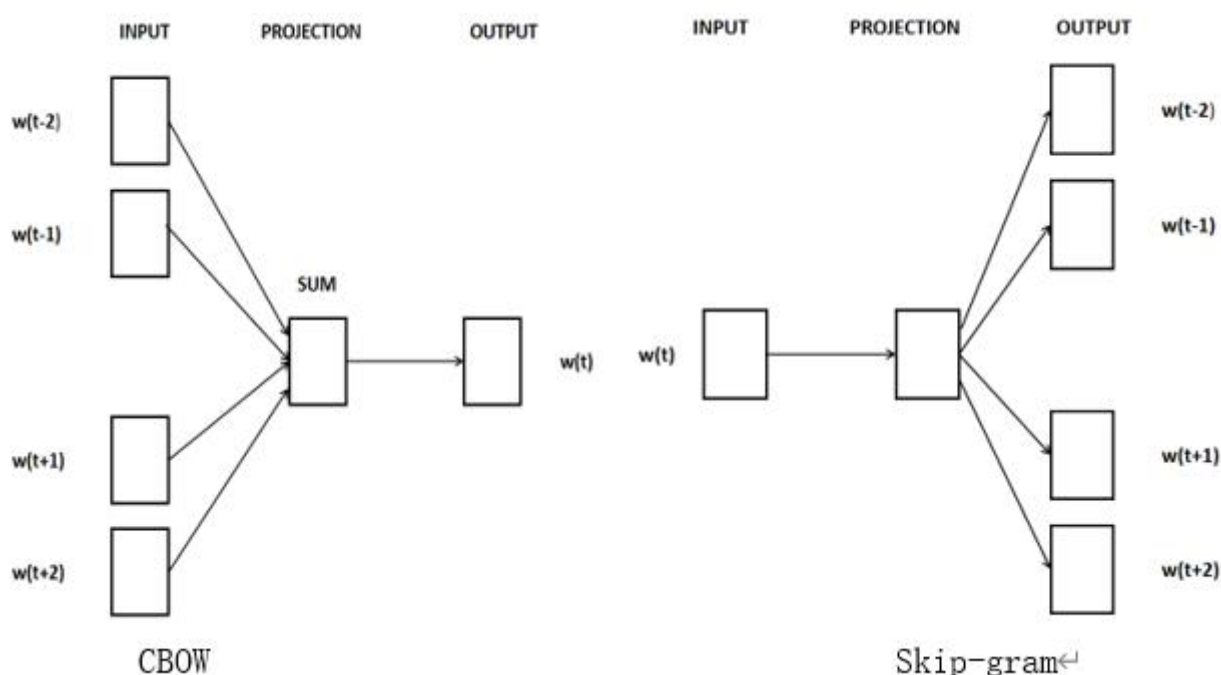 INPUT PROJECTION OUTPUT
w(t-2)
w(t-1)
SUM
w(t)
w(t+1)
w(t+2)
CBOW
INPUT PROJECTION OUTPUT
w(t-2)
w(t-1)
w(t)
w(t+1)
w(t+2)
Skip-gram↵